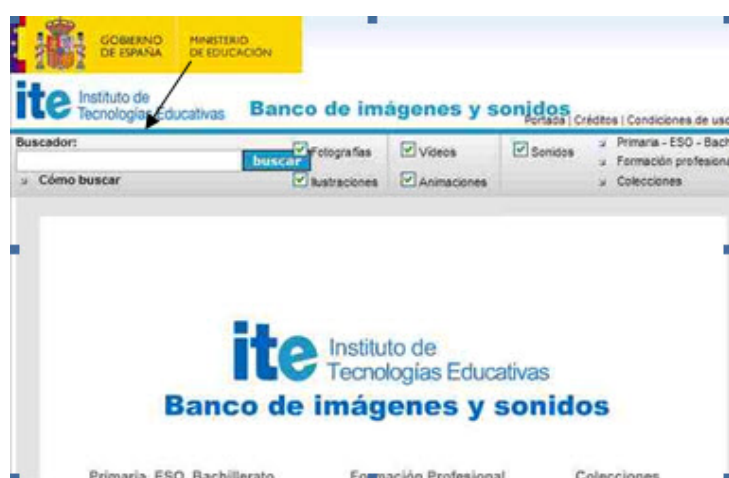 GOBIERNO DE ESPAÑA
MINISTERIO DE EDUCACIÓN
ite Instituto de Tecnologías Educativas
Banco de imágenes y sonidos
Portada | Créditos | Condiciones de uso
Buscador:
buscar
Cómo buscar
Fotografías
Vídeos
Sonidos
Ilustraciones
Animaciones
Primaria - ESO - Bach
Formación profesiona
Colecciones
ite Instituto de
Tecnologías Educativas
Banco de imágenes y sonidos
Primaria, ESO, Bachillerato
Formación Profesional
Colecciones